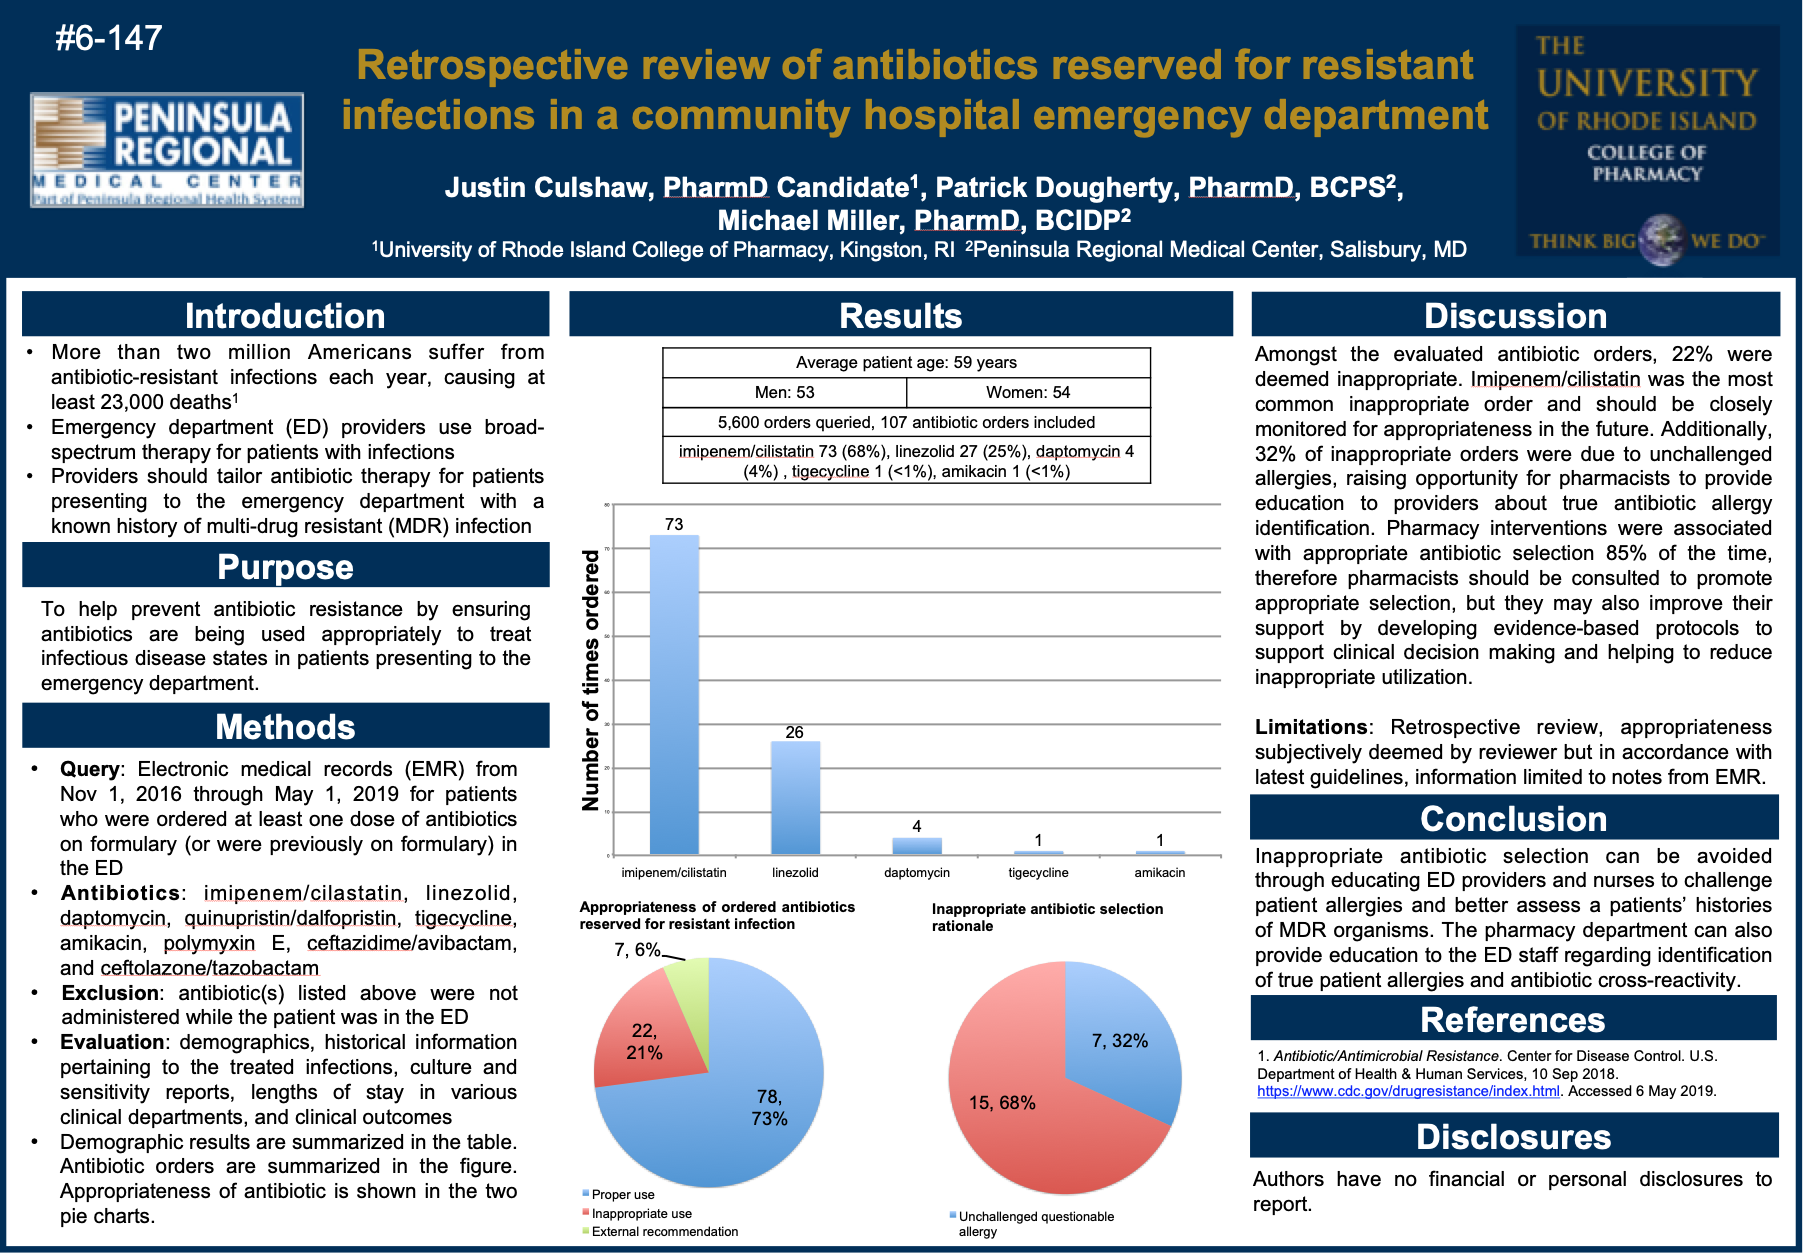 #6-147
PENINSULA
REGIONAL
MEDICAL CENTER
Part of Peninsula Regional Health System
Retrospective review of antibiotics reserved for resistant
infections in a community hospital emergency department
Justin Culshaw, PharmD Candidate¹, Patrick Dougherty, PharmD, BCPS²,
Michael Miller, PharmD, BCIDP²
¹University of Rhode Island College of Pharmacy, Kingston, RI ²Peninsula Regional Medical Center, Salisbury, MD
THE
UNIVERSITY
OF RHODE ISLAND
COLLEGE OF
PHARMACY
THINK BIG WE DO™
Introduction
• More than two million Americans suffer from
antibiotic-resistant infections each year, causing at
least 23,000 deaths¹
• Emergency department (ED) providers use broad-
spectrum therapy for patients with infections
• Providers should tailor antibiotic therapy for patients
presenting to the emergency department with a
known history of multi-drug resistant (MDR) infection
Purpose
To help prevent antibiotic resistance by ensuring
antibiotics are being used appropriately to treat
infectious disease states in patients presenting to the
emergency department.
Methods
• Query: Electronic medical records (EMR) from
Nov 1, 2016 through May 1, 2019 for patients
who were ordered at least one dose of antibiotics
on formulary (or were previously on formulary) in
the ED
• Antibiotics: imipenem/cilastatin, linezolid,
daptomycin, quinupristin/dalfopristin, tigecycline,
amikacin, polymyxin E, ceftazidime/avibactam,
and ceftolazone/tazobactam
• Exclusion: antibiotic(s) listed above were not
administered while the patient was in the ED
• Evaluation: demographics, historical information
pertaining to the treated infections, culture and
sensitivity reports, lengths of stay in various
clinical departments, and clinical outcomes
• Demographic results are summarized in the table.
Antibiotic orders are summarized in the figure.
Appropriateness of antibiotic is shown in the two
pie charts.
Results
Average patient age: 59 years
Men: 53
Women: 54
5,600 orders queried, 107 antibiotic orders included
imipenem/cilistatin 73 (68%), linezolid 27 (25%), daptomycin 4
(4%) , tigecycline 1 (<1%), amikacin 1 (<1%)
Number of times ordered
80
70
60
50
40
30
20
10
0
73
26
4
1
1
imipenem/cilistatin
linezolid
daptomycin
tigecycline
amikacin
Appropriateness of ordered antibiotics
reserved for resistant infection
7, 6%
22,
21%
78,
73%
Proper use
Inappropriate use
External recommendation
Inappropriate antibiotic selection
rationale
7, 32%
15, 68%
Unchallenged questionable
allergy
Discussion
Amongst the evaluated antibiotic orders, 22% were
deemed inappropriate. Imipenem/cilistatin was the most
common inappropriate order and should be closely
monitored for appropriateness in the future. Additionally,
32% of inappropriate orders were due to unchallenged
allergies, raising opportunity for pharmacists to provide
education to providers about true antibiotic allergy
identification. Pharmacy interventions were associated
with appropriate antibiotic selection 85% of the time,
therefore pharmacists should be consulted to promote
appropriate selection, but they may also improve their
support by developing evidence-based protocols to
support clinical decision making and helping to reduce
inappropriate utilization.
Limitations: Retrospective review, appropriateness
subjectively deemed by reviewer but in accordance with
latest guidelines, information limited to notes from EMR.
Conclusion
Inappropriate antibiotic selection can be avoided
through educating ED providers and nurses to challenge
patient allergies and better assess a patients’ histories
of MDR organisms. The pharmacy department can also
provide education to the ED staff regarding identification
of true patient allergies and antibiotic cross-reactivity.
References
1. Antibiotic/Antimicrobial Resistance. Center for Disease Control. U.S.
Department of Health & Human Services, 10 Sep 2018.
https://www.cdc.gov/drugresistance/index.html. Accessed 6 May 2019.
Disclosures
Authors have no financial or personal disclosures to
report.